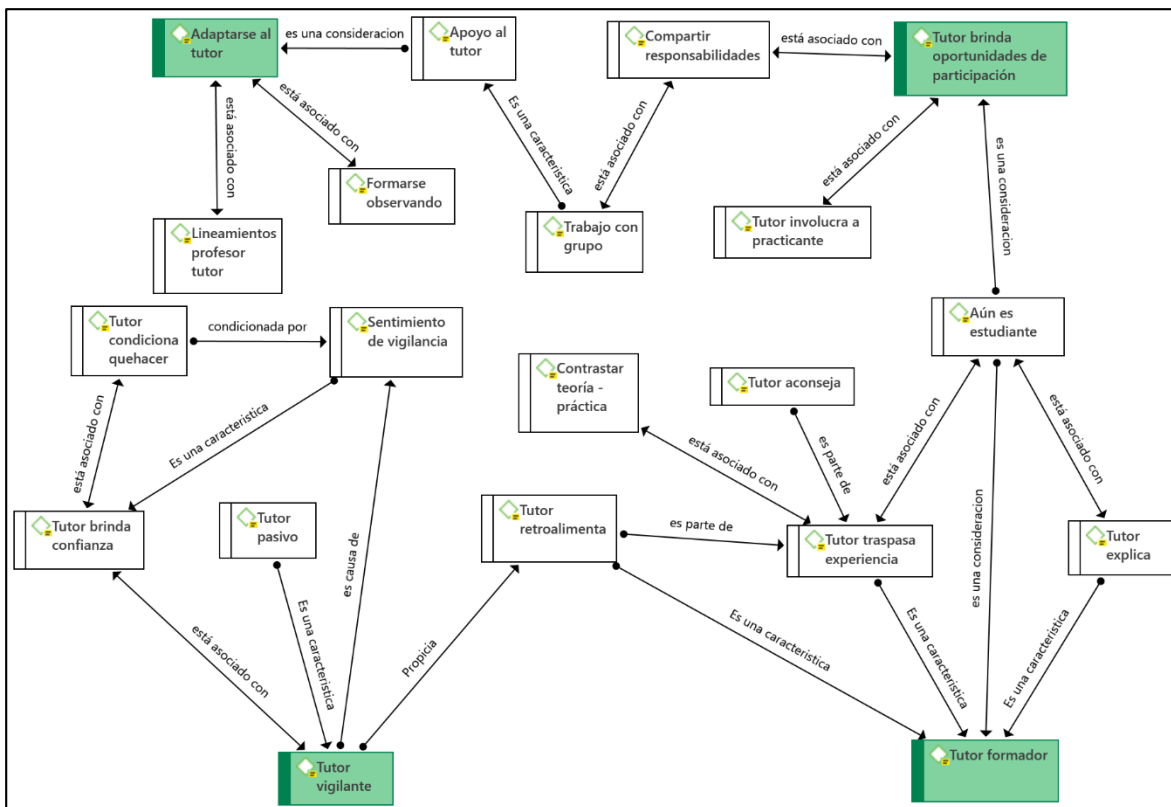 Adaptarse al
tutor
es una consideracion
Apoyo al
tutor
Compartir
responsabilidades
está asociado con
Tutor brinda
oportunidades de
participación
está asociado con
está asociado con
Es una caracteristica
está asociado con
está asociado con
es una consideracion
Formarse
observando
Lineamientos
profesor
tutor
Trabajo con
grupo
Tutor involucra a
practicante
Tutor
condiciona
quehacer
condicionada por
Sentimiento
de vigilancia
Aún es
estudiante
Contrastar
teoría -
práctica
Tutor aconseja
está asociado con
Es una caracteristica
está asociado con
es parte de
está asociado con
está asociado con
es una consideracion
Tutor brinda
confianza
Tutor
pasivo
es causa de
Tutor
retroalimenta
es parte de
Tutor traspasa
experiencia
Tutor
explica
está asociado con
Es una caracteristica
Propicia
Es una caracteristica
Es una caracteristica
Es una caracteristica
Tutor
vigilante
Tutor formador